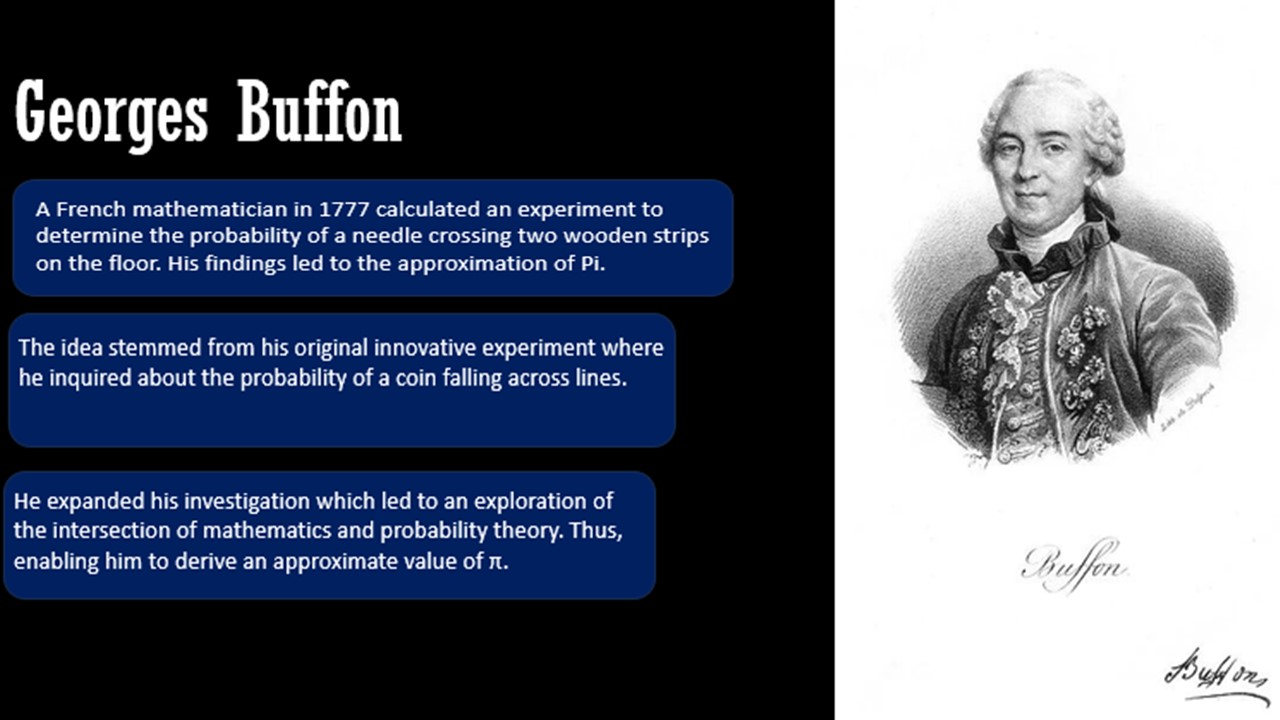 Georges Buffon
A French mathematician in 1777 calculated an experiment to
determine the probability of a needle crossing two wooden strips
on the floor. His findings led to the approximation of Pi.
The idea stemmed from his original innovative experiment where
he inquired about the probability of a coin falling across lines.
He expanded his investigation which led to an exploration of
the intersection of mathematics and probability theory. Thus,
enabling him to derive an approximate value of π.
Lith. de Delpech
Buffon.
Buffon